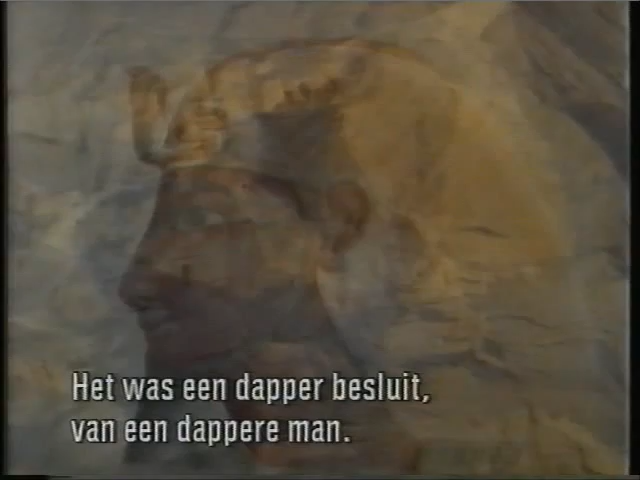 Het was een dapper besluit,
van een dappere man.